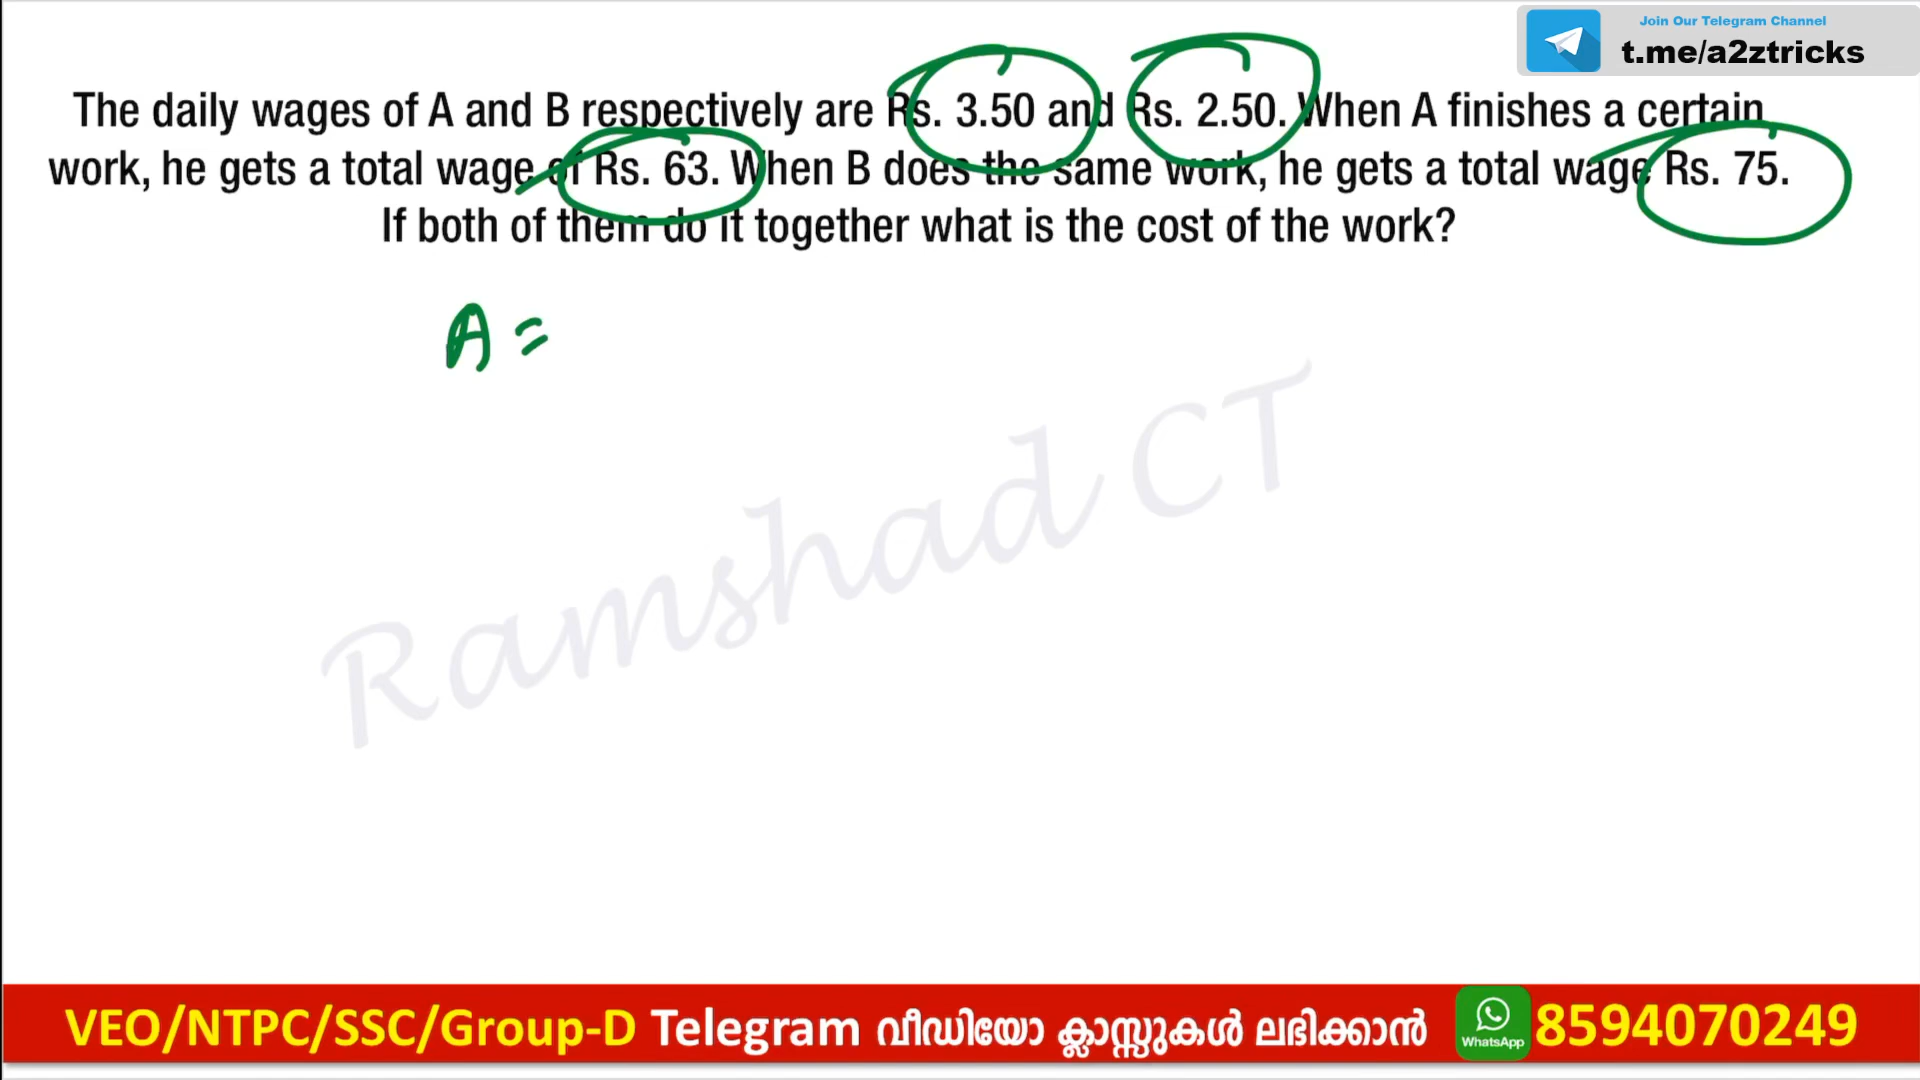 Join Our Telegram Channel
t.me/a2ztricks
The daily wages of A and B respectively are Rs. 3.50 and Rs. 2.50. When A finishes a certain
work, he gets a total wage of Rs. 63. When B does the same work, he gets a total wage Rs. 75.
If both of them do it together what is the cost of the work?
A =
Ramshad CT
VEO/NTPC/SSC/Group-D Telegram വീഡിയോ ക്ലാസ്സുകൾ ലഭിക്കാൻ WhatsApp 8594070249